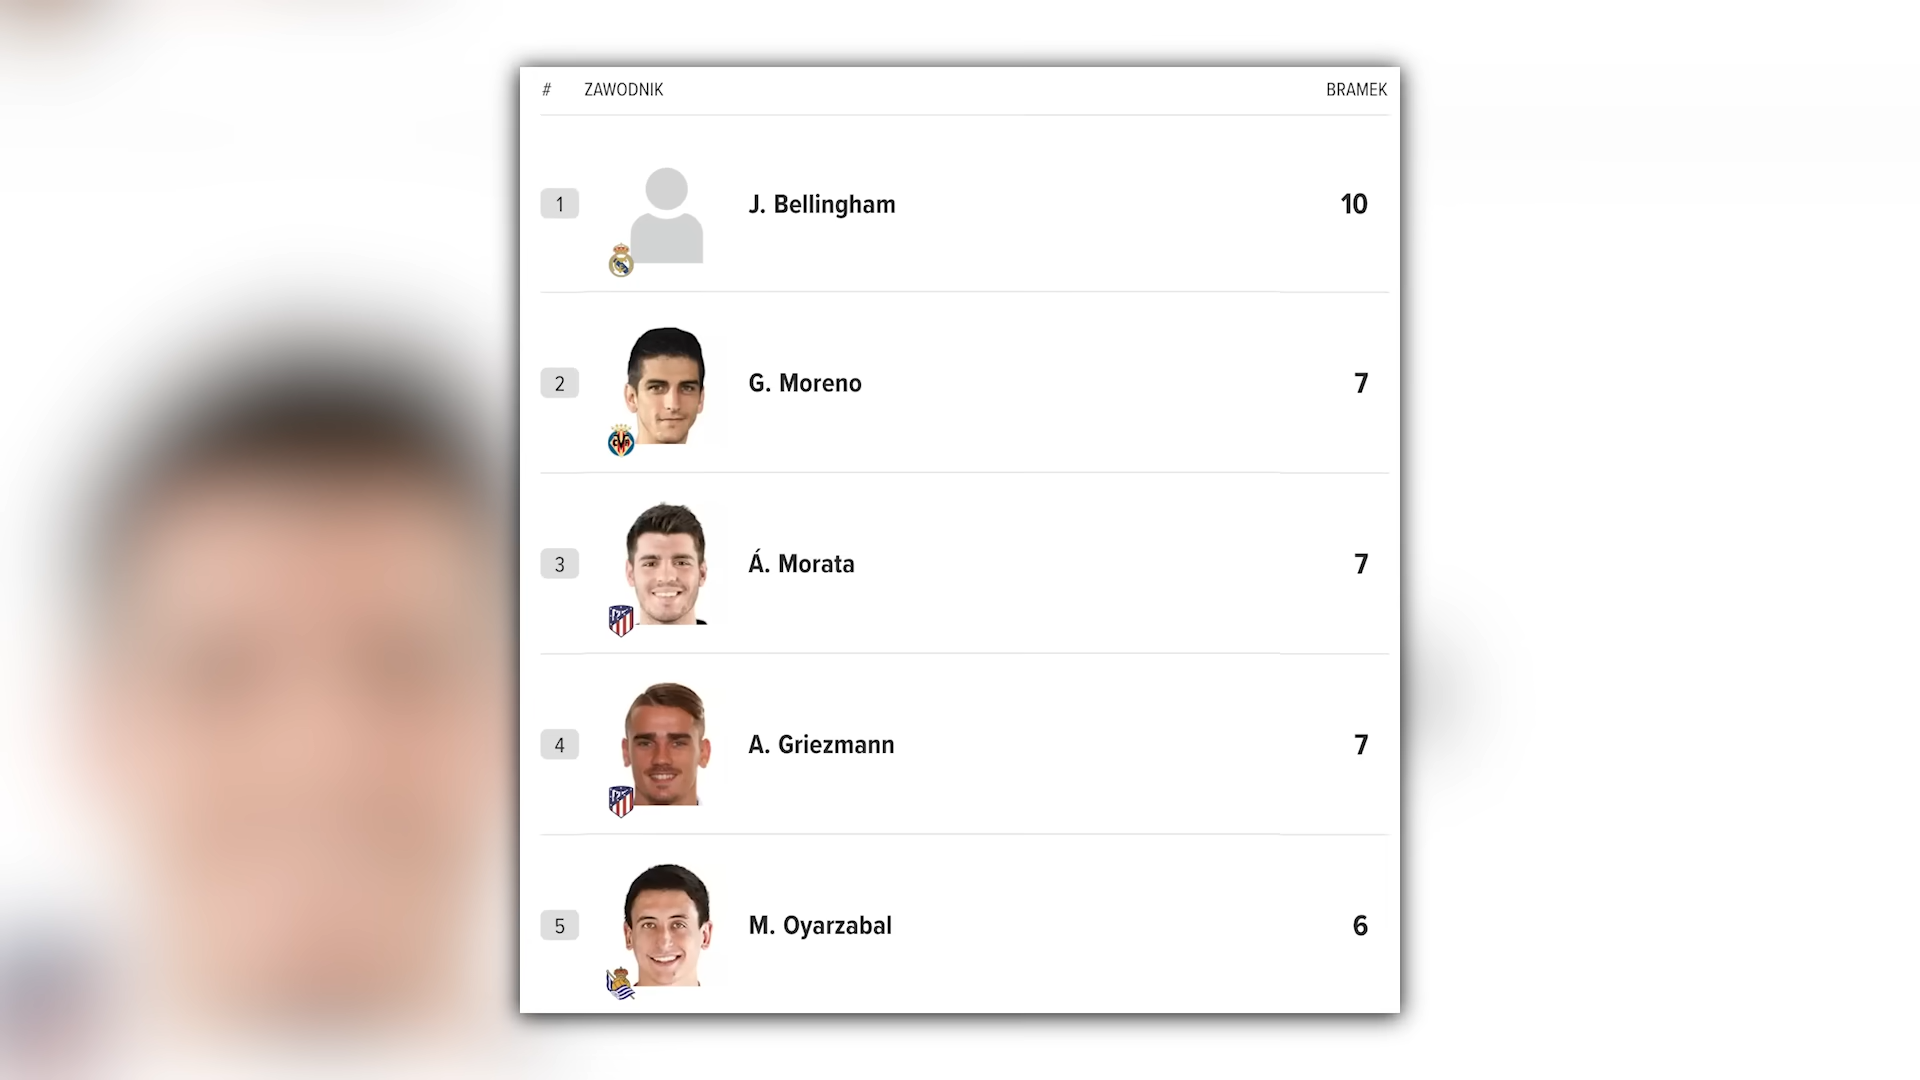 # ZAWODNIK BRAMEK
1 J. Bellingham 10
2 G. Moreno 7
3 Á. Morata 7
4 A. Griezmann 7
5 M. Oyarzabal 6